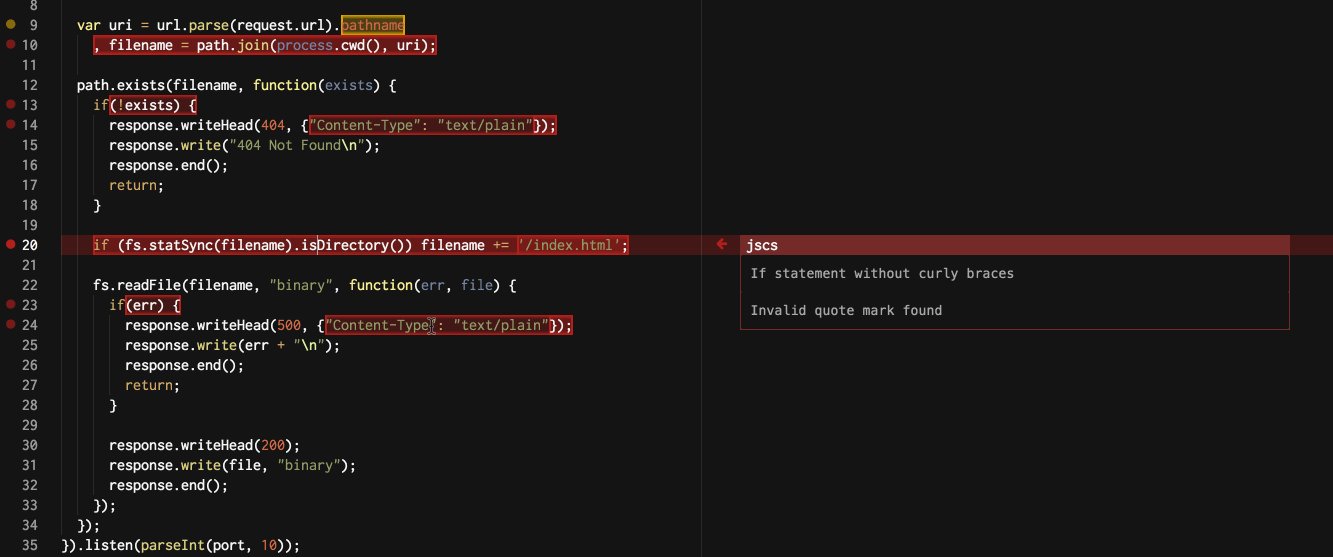 8
9 var uri = url.parse(request.url).pathname
10 , filename = path.join(process.cwd(), uri);
11
12 path.exists(filename, function(exists) {
13 if(!exists) {
14 response.writeHead(404, {"Content-Type": "text/plain"});
15 response.write("404 Not Found\n");
16 response.end();
17 return;
18 }
19
20 if (fs.statSync(filename).isDirectory()) filename += '/index.html';
jscs
If statement without curly braces
Invalid quote mark found
21
22 fs.readFile(filename, "binary", function(err, file) {
23 if(err) {
24 response.writeHead(500, {"Content-Type": "text/plain"});
25 response.write(err + "\n");
26 response.end();
27 return;
28 }
29
30 response.writeHead(200);
31 response.write(file, "binary");
32 response.end();
33 });
34 });
35 }).listen(parseInt(port, 10));